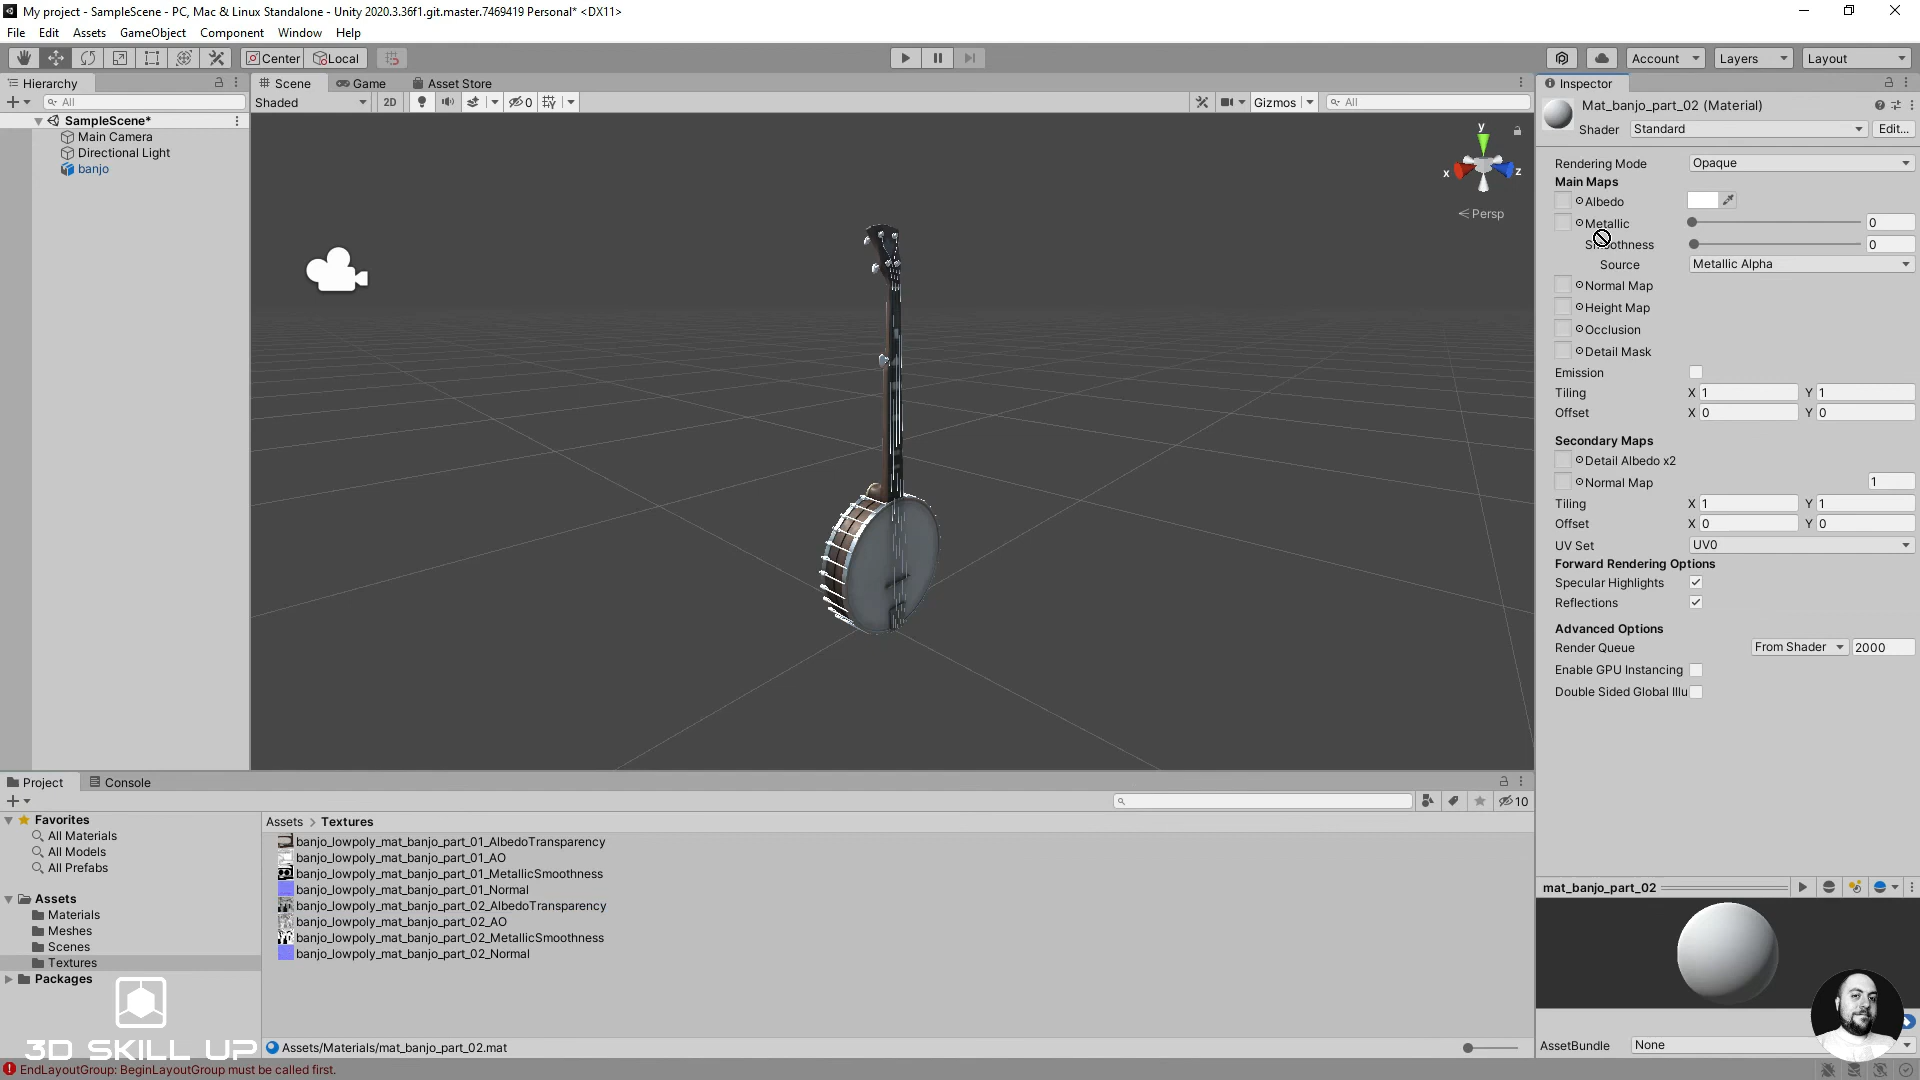 My project - SampleScene - PC, Mac & Linux Standalone - Unity 2020.3.36f1.git.master.7469419 Personal* <DX11>
File Edit Assets GameObject Component Window Help
Center Local Account Layers Layout
Hierarchy Scene Game Asset Store Inspector
All Shaded 2D 0 Gizmos All
SampleScene*
Main Camera
Directional Light
banjo
y
x z
Persp
Mat_banjo_part_02 (Material)
Shader Standard Edit...
Rendering Mode Opaque
Main Maps
Albedo
Metallic 0
Smoothness 0
Source Metallic Alpha
Normal Map
Height Map
Occlusion
Detail Mask
Emission
Tiling X 1 Y 1
Offset X 0 Y 0
Secondary Maps
Detail Albedo x2
Normal Map 1
Tiling X 1 Y 1
Offset X 0 Y 0
UV Set UV0
Forward Rendering Options
Specular Highlights
Reflections
Advanced Options
Render Queue From Shader 2000
Enable GPU Instancing
Double Sided Global Illu
Project Console
10
Favorites
All Materials
All Models
All Prefabs
Assets
Materials
Meshes
Scenes
Textures
Packages
Assets > Textures
banjo_lowpoly_mat_banjo_part_01_AlbedoTransparency
banjo_lowpoly_mat_banjo_part_01_AO
banjo_lowpoly_mat_banjo_part_01_MetallicSmoothness
banjo_lowpoly_mat_banjo_part_01_Normal
banjo_lowpoly_mat_banjo_part_02_AlbedoTransparency
banjo_lowpoly_mat_banjo_part_02_AO
banjo_lowpoly_mat_banjo_part_02_MetallicSmoothness
banjo_lowpoly_mat_banjo_part_02_Normal
mat_banjo_part_02
3D SKILL UP
Assets/Materials/mat_banjo_part_02.mat
AssetBundle None
EndLayoutGroup: BeginLayoutGroup must be called first.